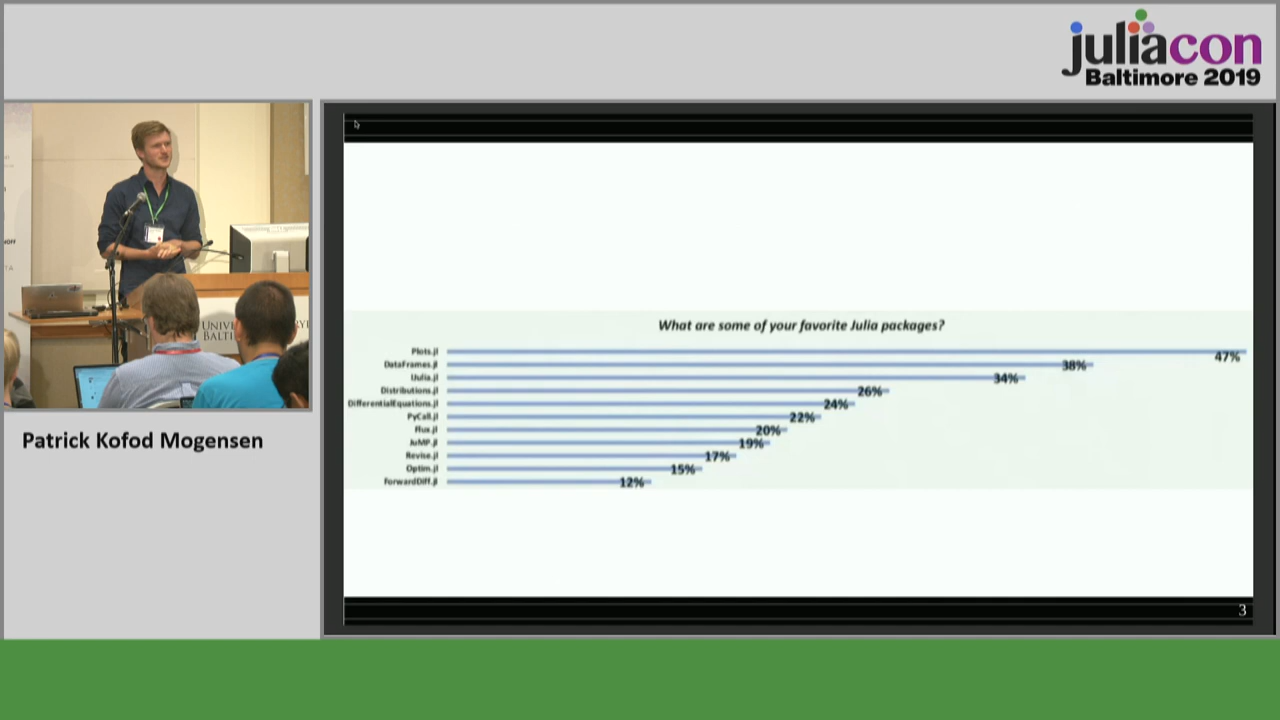 juliacon
Baltimore 2019
What are some of your favorite Julia packages?
Plots.jl 47%
DataFrames.jl 38%
IJulia.jl 34%
Distributions.jl 26%
DifferentialEquations.jl 24%
PyCall.jl 22%
Flux.jl 20%
JuMP.jl 19%
Revise.jl 17%
Optim.jl 15%
ForwardDiff.jl 12%
3
Patrick Kofod Mogensen